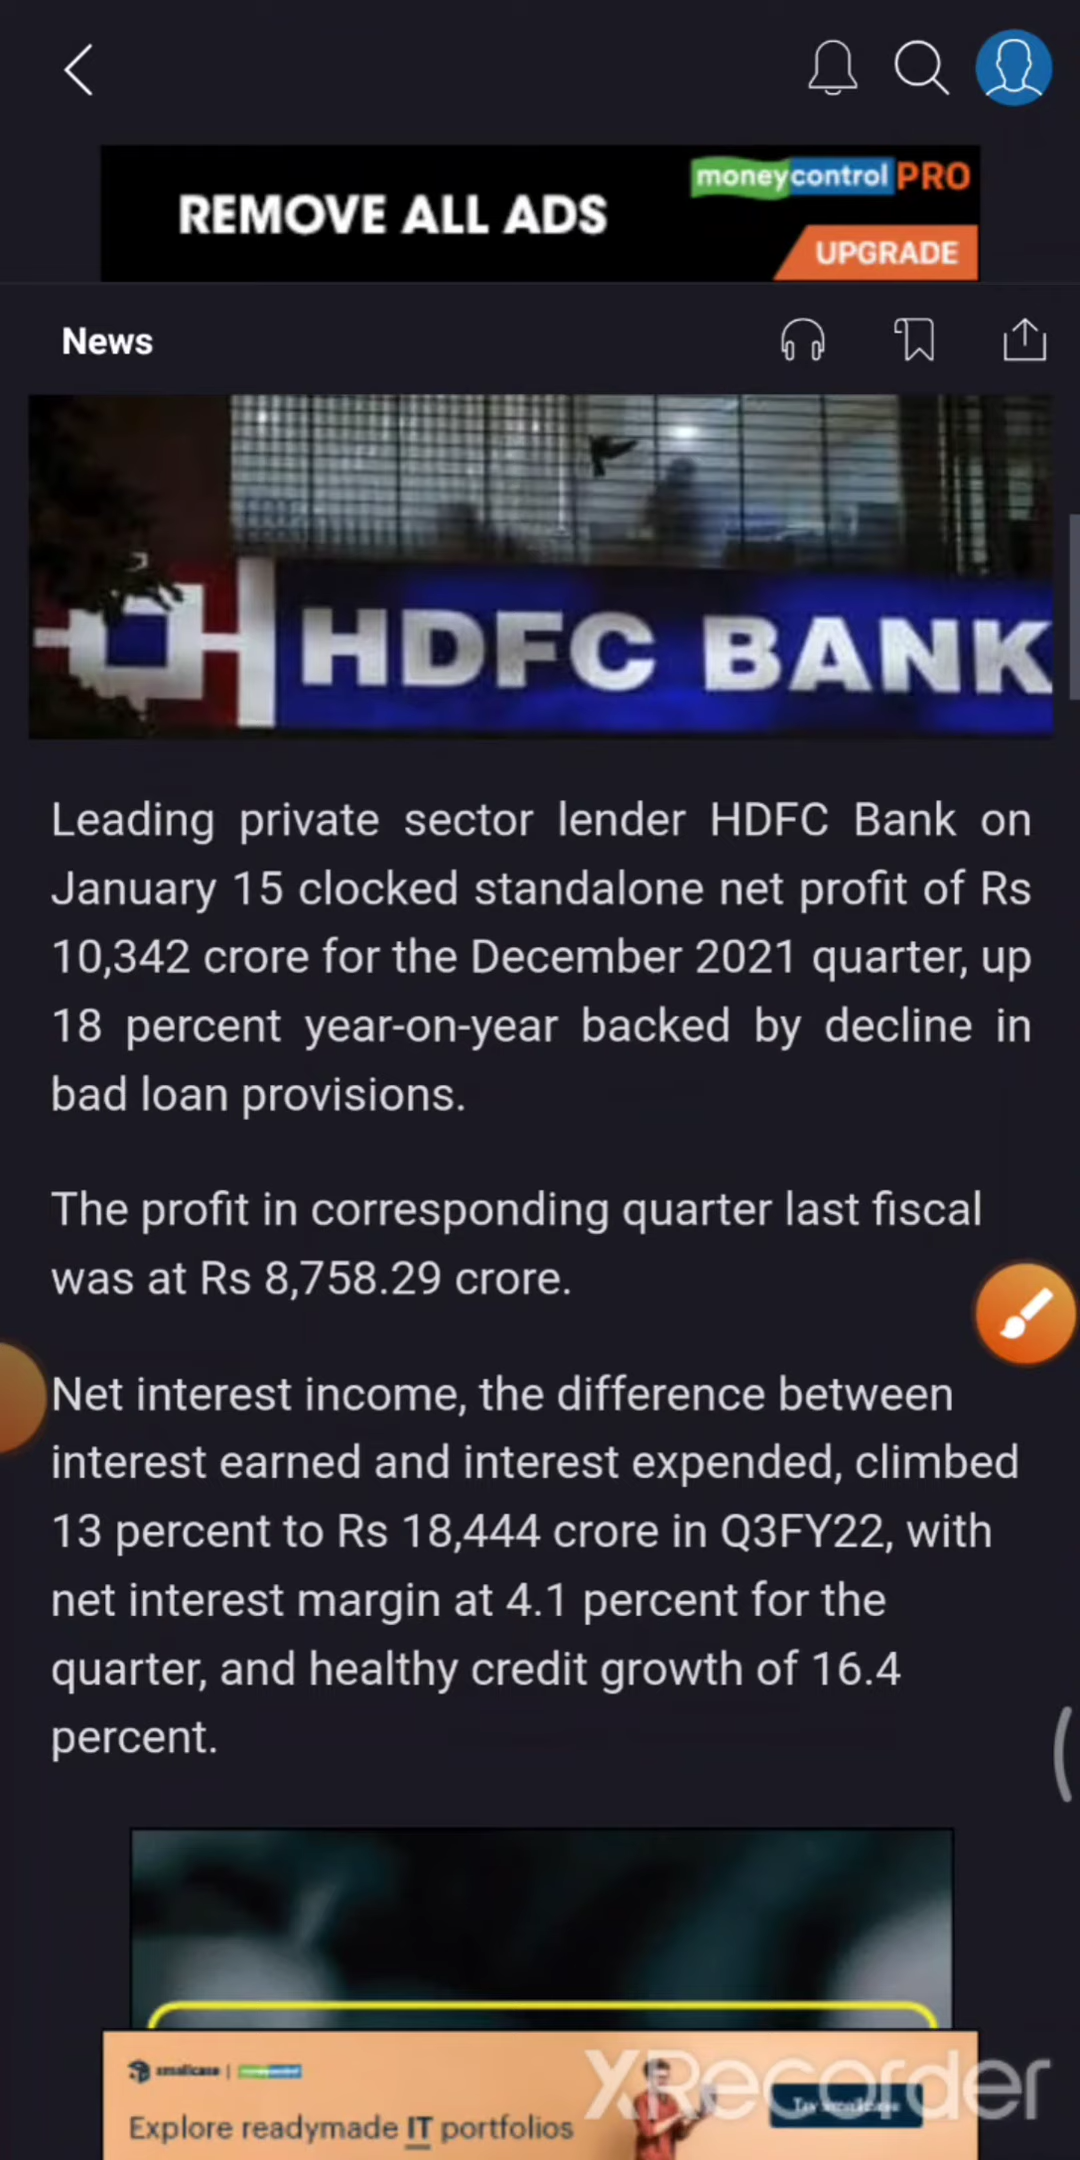 moneycontrol PRO
REMOVE ALL ADS
UPGRADE
News
HDFC BANK
Leading private sector lender HDFC Bank on
January 15 clocked standalone net profit of Rs
10,342 crore for the December 2021 quarter, up
18 percent year-on-year backed by decline in
bad loan provisions.
The profit in corresponding quarter last fiscal
was at Rs 8,758.29 crore.
Net interest income, the difference between
interest earned and interest expended, climbed
13 percent to Rs 18,444 crore in Q3FY22, with
net interest margin at 4.1 percent for the
quarter, and healthy credit growth of 16.4
percent.
smallcase |
XRecorder
Explore readymade IT portfolios